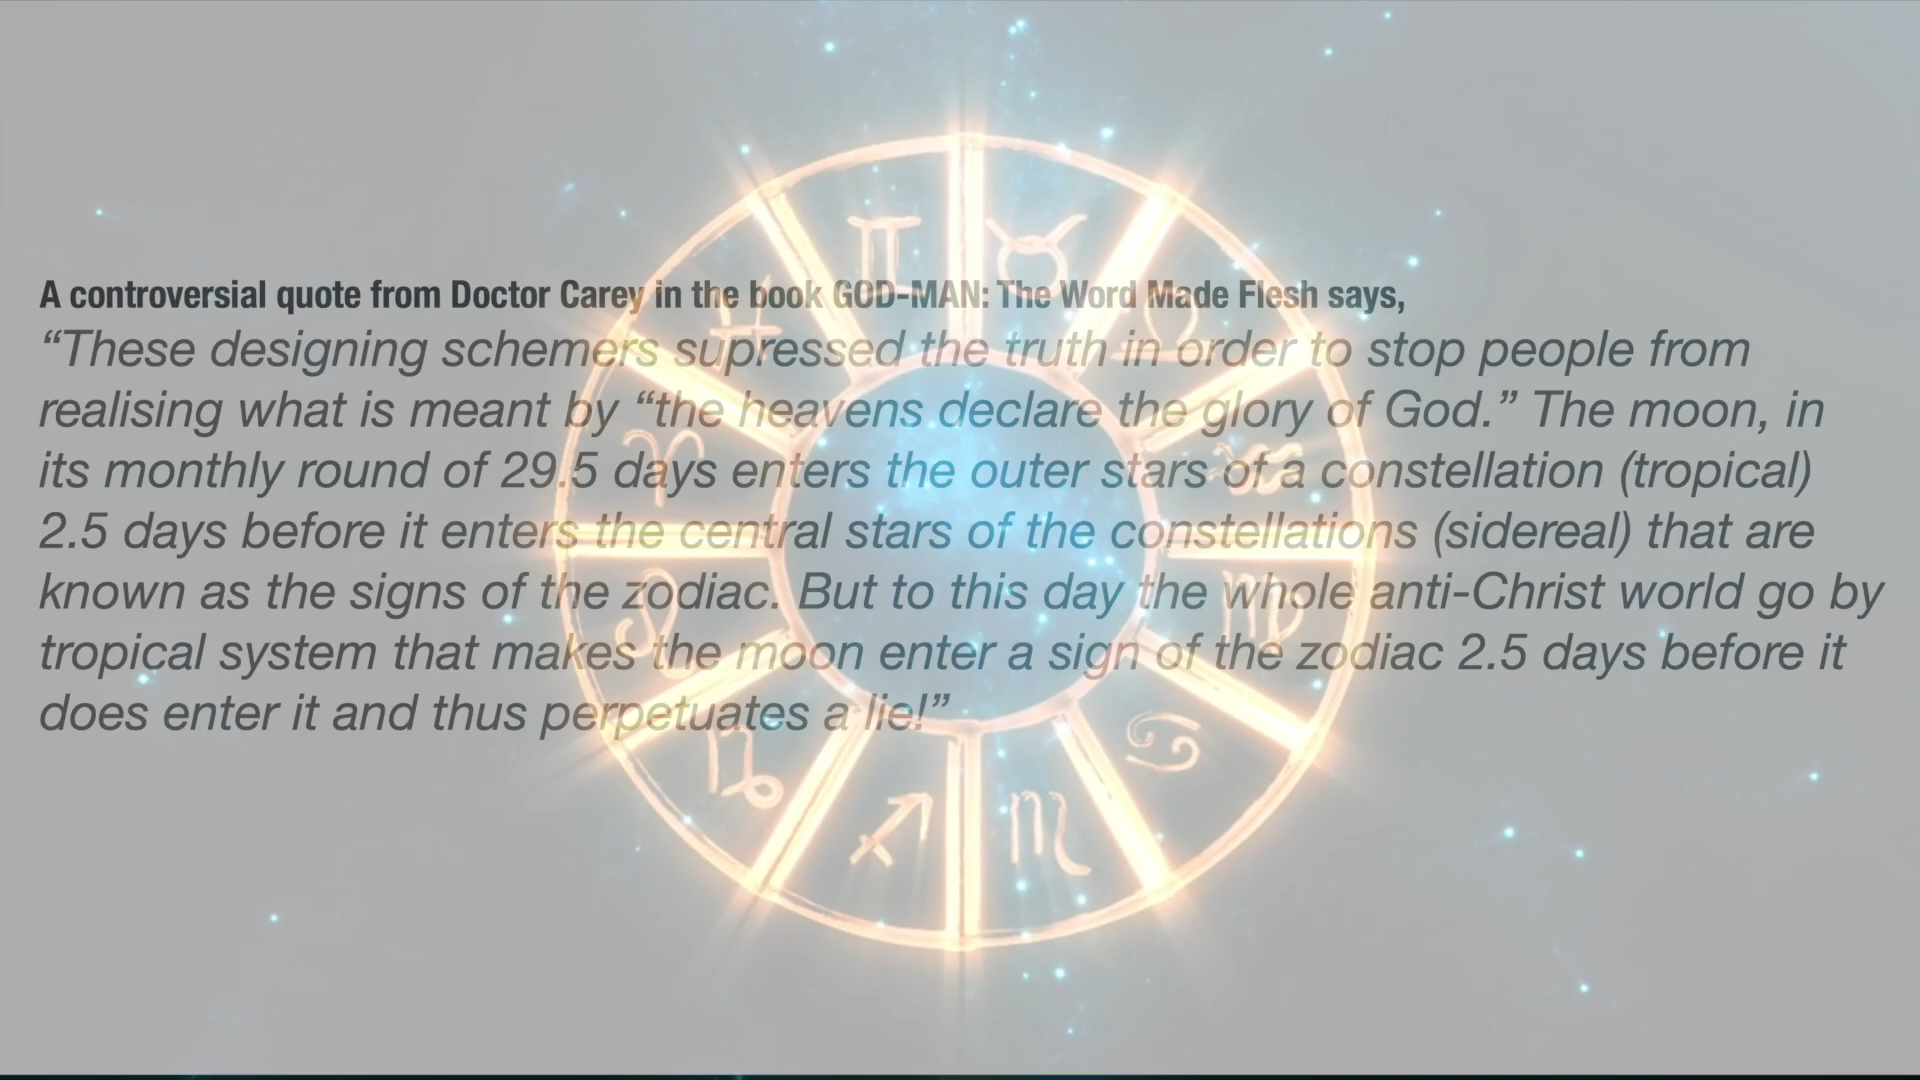 A controversial quote from Doctor Carey in the book GOD-MAN: The Word Made Flesh says,
“These designing schemers supressed the truth in order to stop people from
realising what is meant by “the heavens declare the glory of God.” The moon, in
its monthly round of 29.5 days enters the outer stars of a constellation (tropical)
2.5 days before it enters the central stars of the constellations (sidereal) that are
known as the signs of the zodiac. But to this day the whole anti-Christ world go by
tropical system that makes the moon enter a sign of the zodiac 2.5 days before it
does enter it and thus perpetuates a lie!”